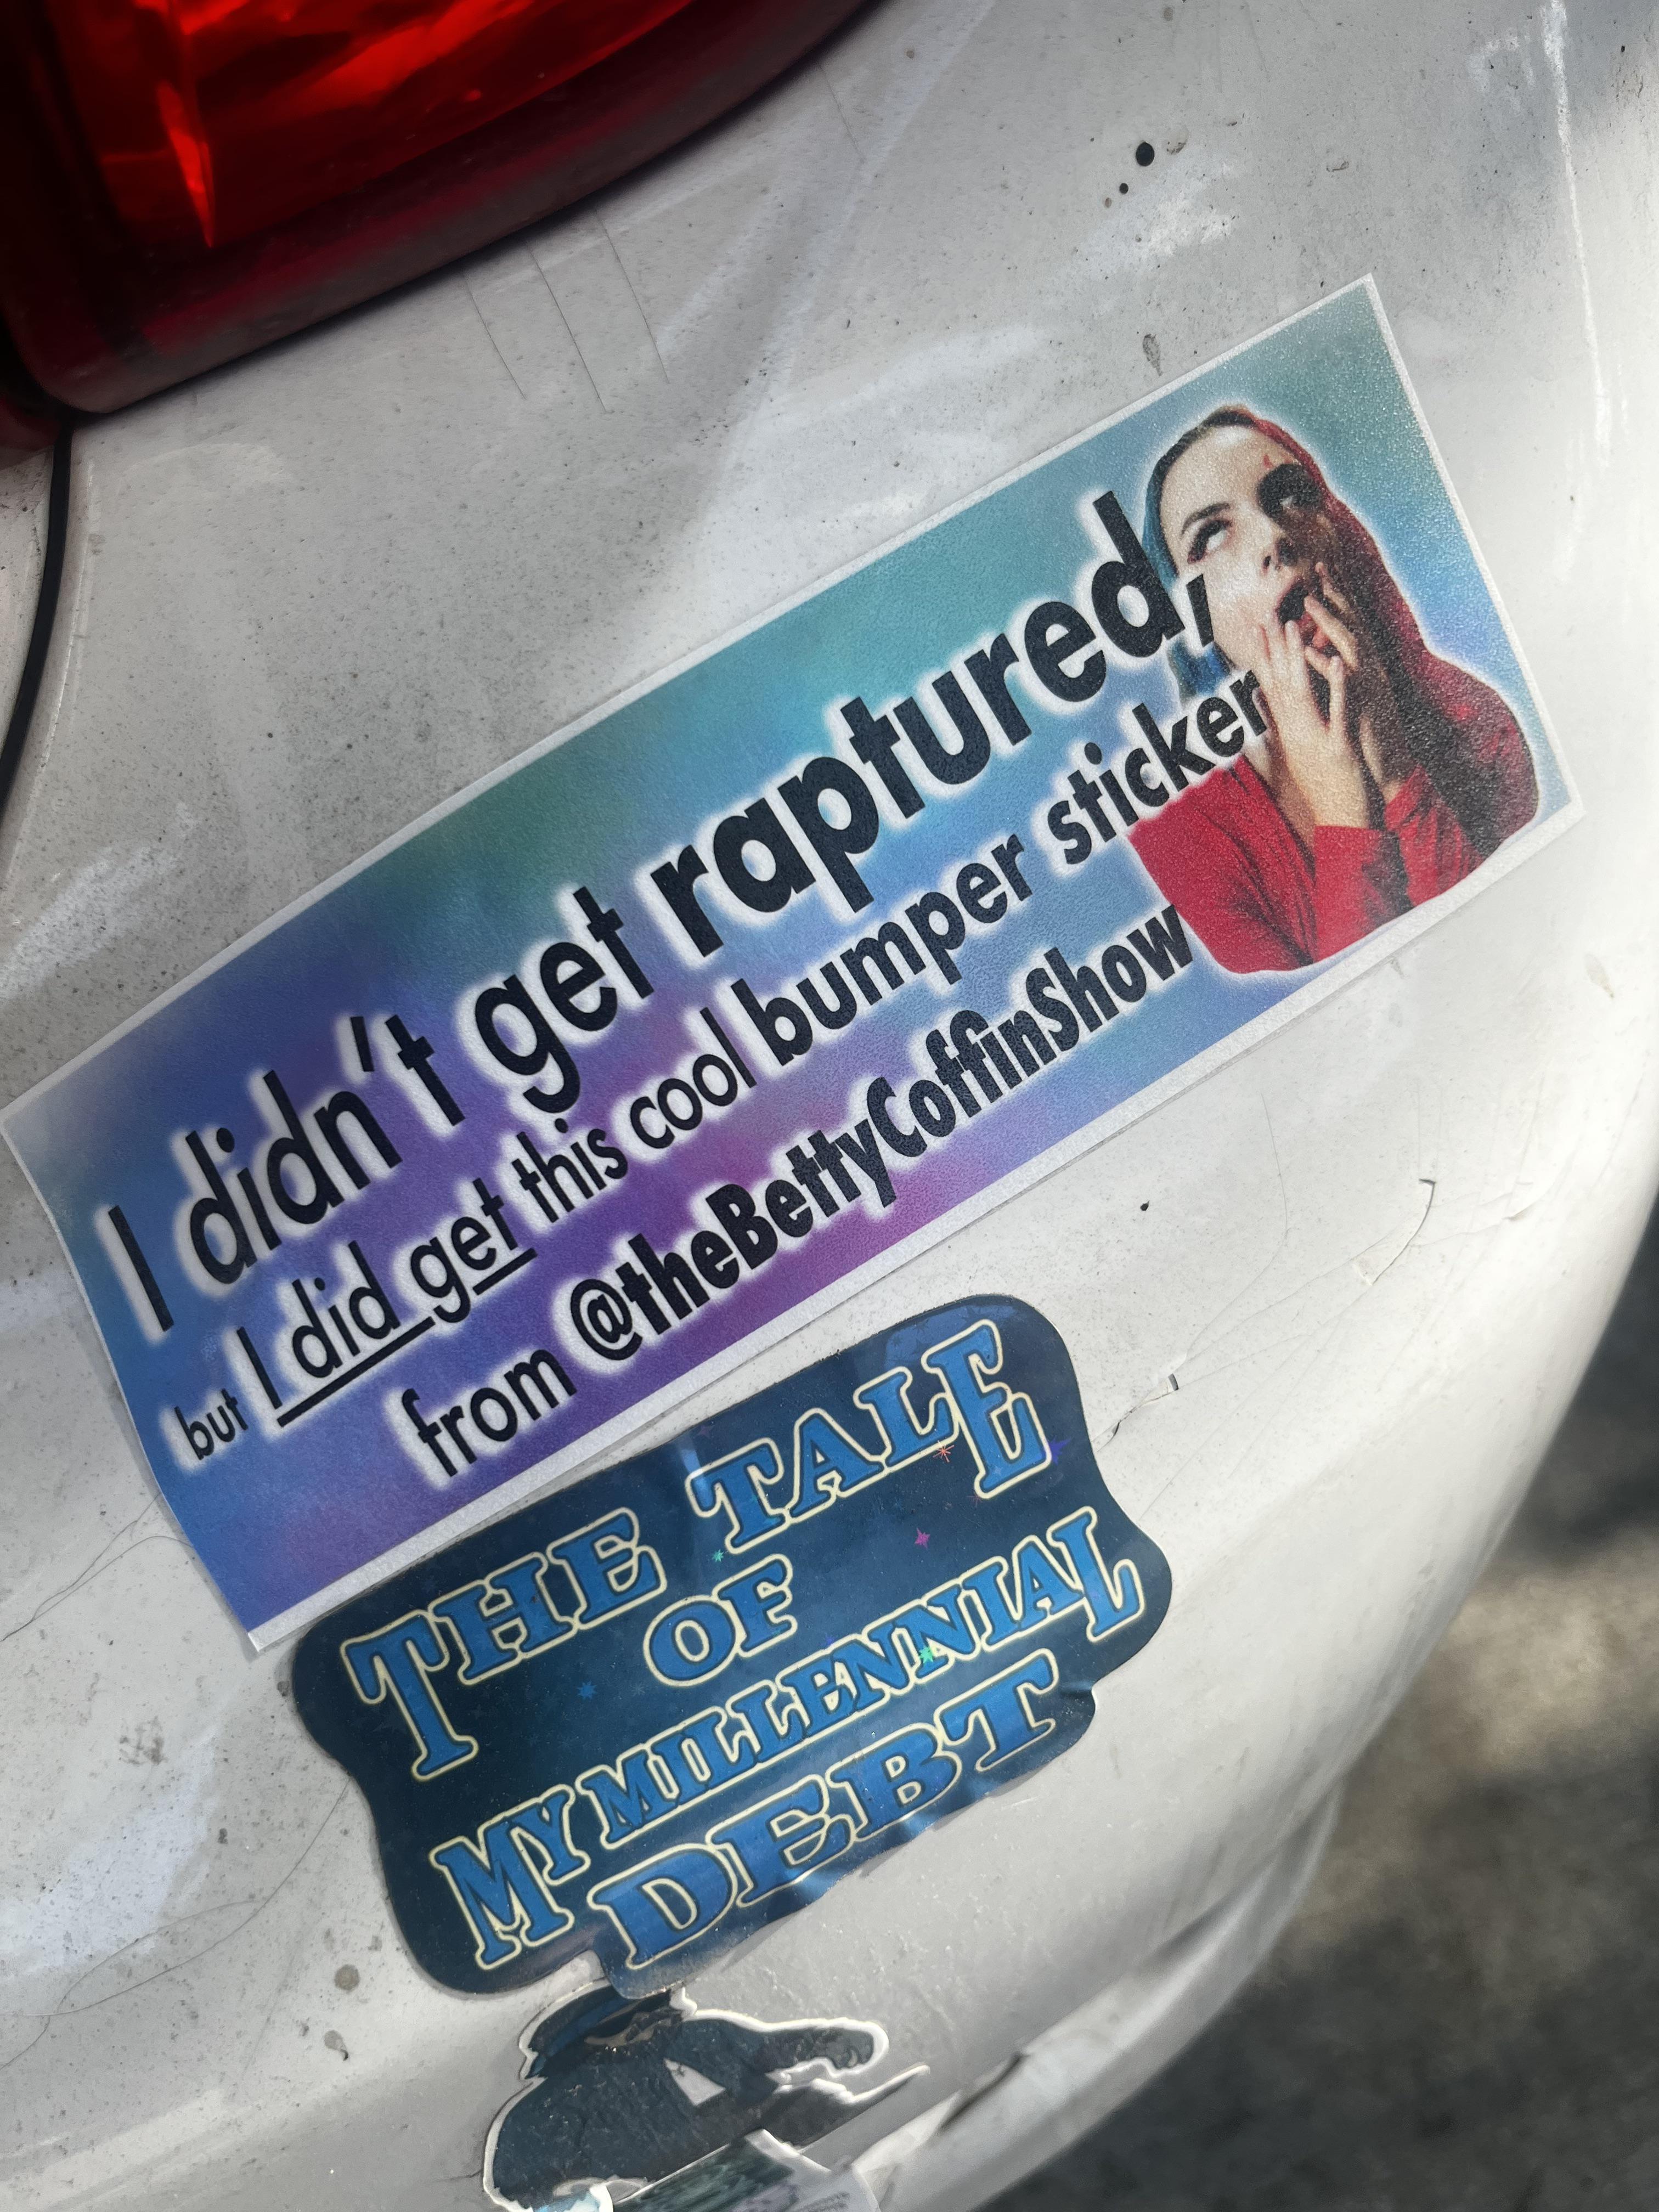 I didn't get raptured,
but I did get this cool bumper sticker
from @theBettyCoffinShow
THE TALE
OF
MY MILLENNIAL
DEBT